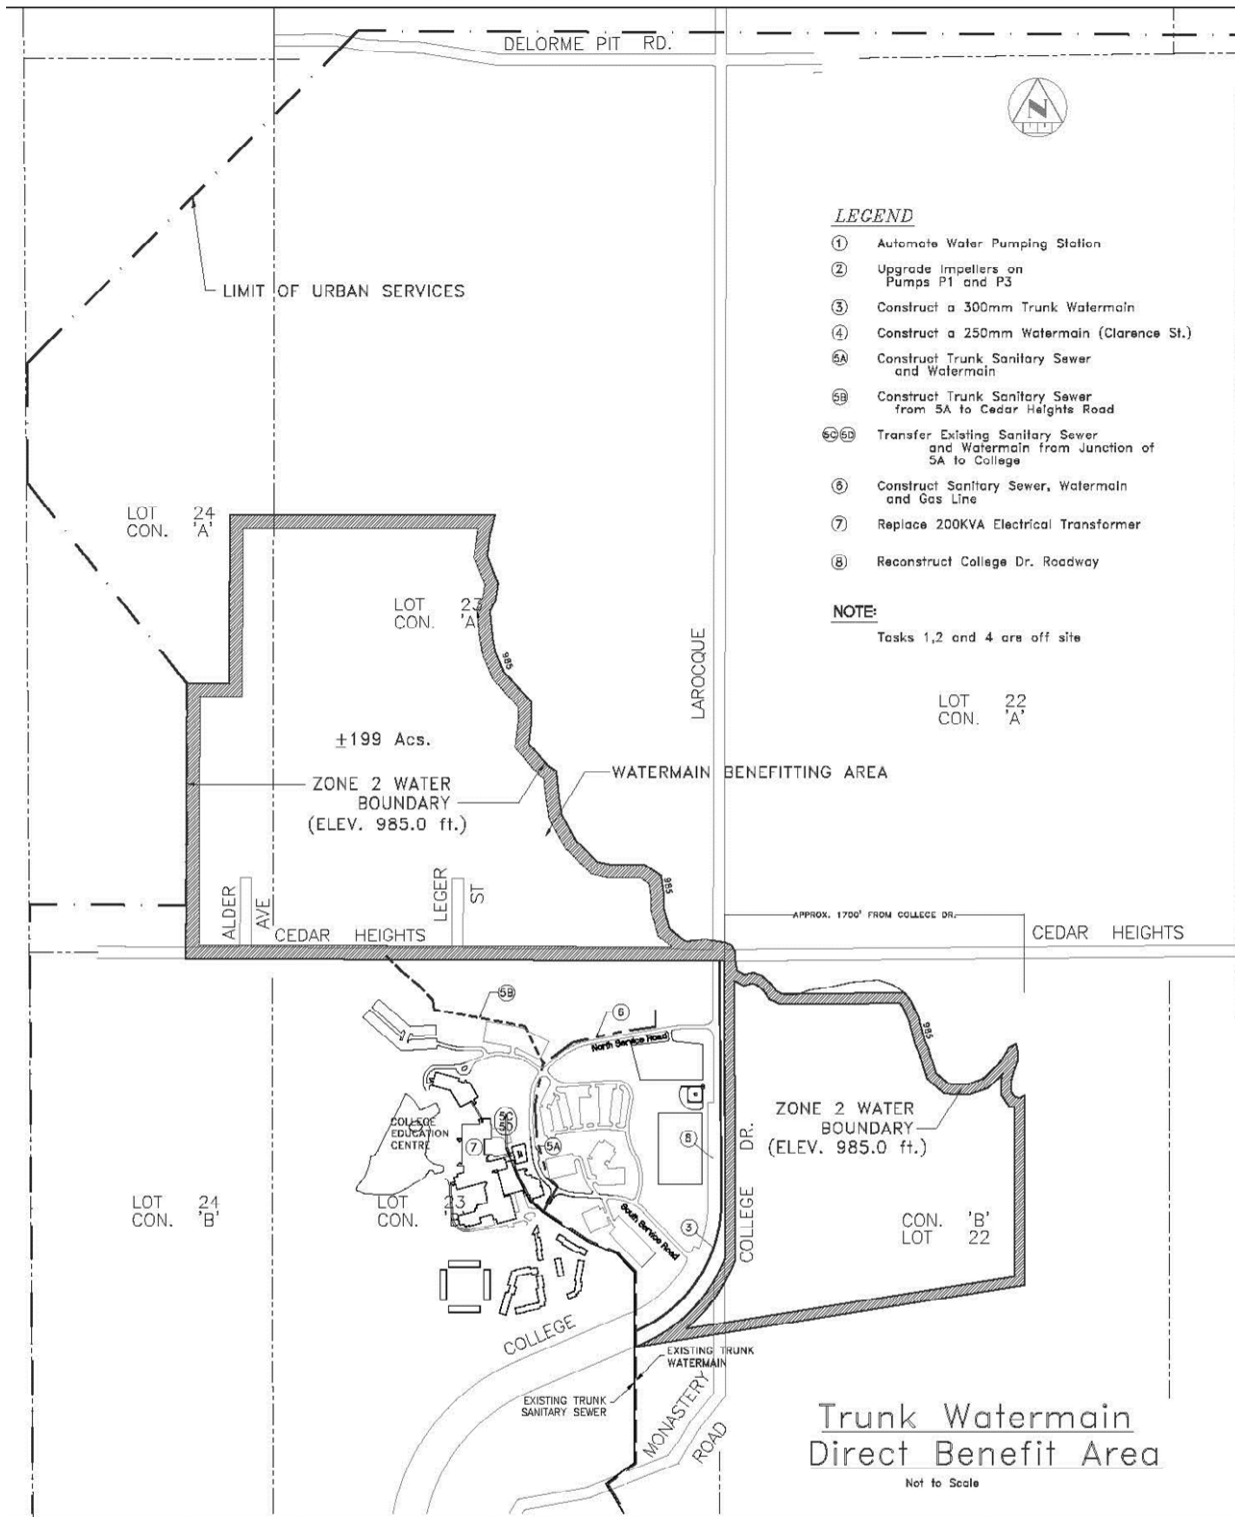 DELORME PIT RD.
N
LEGEND
1 Automate Water Pumping Station
2 Upgrade Impellers on
Pumps P1 and P3
3 Construct a 300mm Trunk Watermain
4 Construct a 250mm Watermain (Clarence St.)
5A Construct Trunk Sanitary Sewer
and Watermain
5B Construct Trunk Sanitary Sewer
from 5A to Cedar Heights Road
5C 5D Transfer Existing Sanitary Sewer
and Watermain from Junction of
5A to College
6 Construct Sanitary Sewer, Watermain
and Gas Line
7 Replace 200KVA Electrical Transformer
8 Reconstruct College Dr. Roadway
NOTE:
Tasks 1,2 and 4 are off site
LIMIT OF URBAN SERVICES
LOT 24
CON. 'A'
LOT 23
CON. 'A'
985
LAROCQUE
LOT 22
CON. 'A'
±199 Acs.
ZONE 2 WATER
BOUNDARY
(ELEV. 985.0 ft.)
WATERMAIN BENEFITTING AREA
985
ALDER
AVE
LEGER
ST
CEDAR HEIGHTS
APPROX. 1700' FROM COLLEGE DR.
CEDAR HEIGHTS
5B
6
North Service Road
985
COLLEGE
EDUCATION
CENTRE
7
5A
8
ZONE 2 WATER
BOUNDARY
(ELEV. 985.0 ft.)
COLLEGE DR.
LOT 24
CON. 'B'
LOT 23
CON. 'B'
South Service Road
3
CON. 'B'
LOT 22
COLLEGE
EXISTING TRUNK
WATERMAIN
EXISTING TRUNK
SANITARY SEWER
MONASTERY
ROAD
Trunk Watermain
Direct Benefit Area
Not to Scale